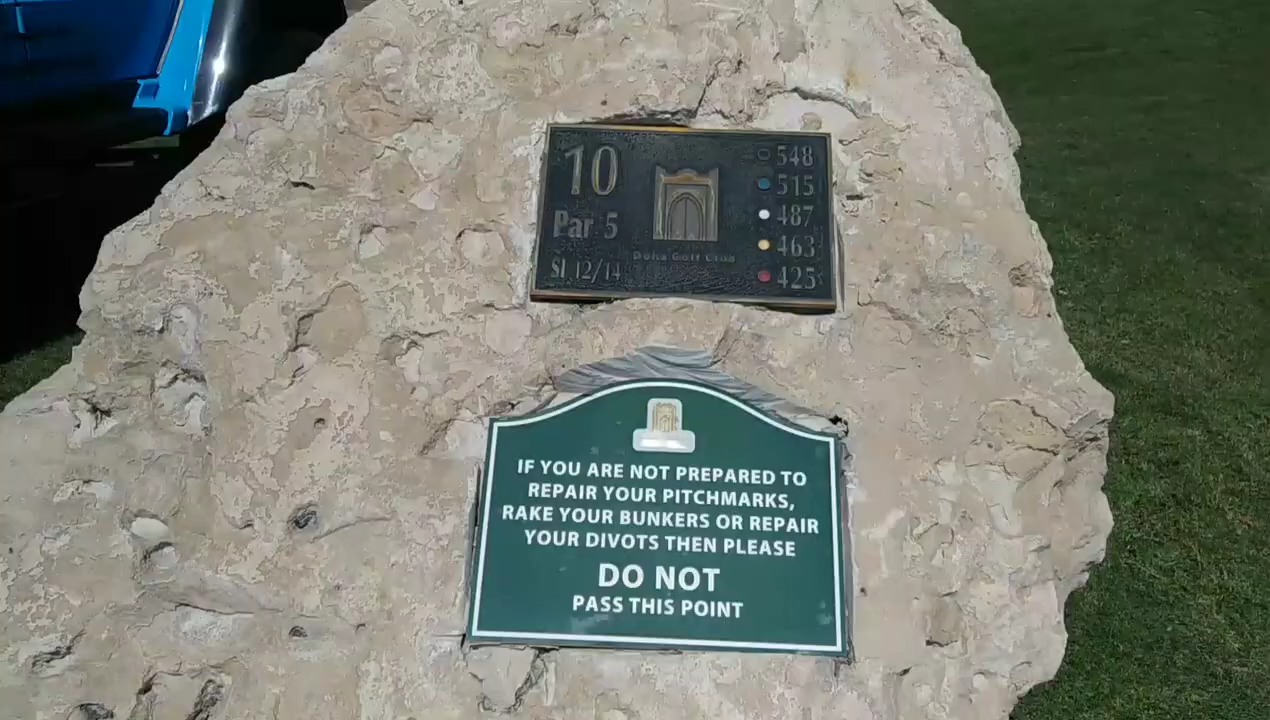 10
Par 5
SI 12/14
Doha Golf Club
548
515
487
463
425
IF YOU ARE NOT PREPARED TO
REPAIR YOUR PITCHMARKS,
RAKE YOUR BUNKERS OR REPAIR
YOUR DIVOTS THEN PLEASE
DO NOT
PASS THIS POINT